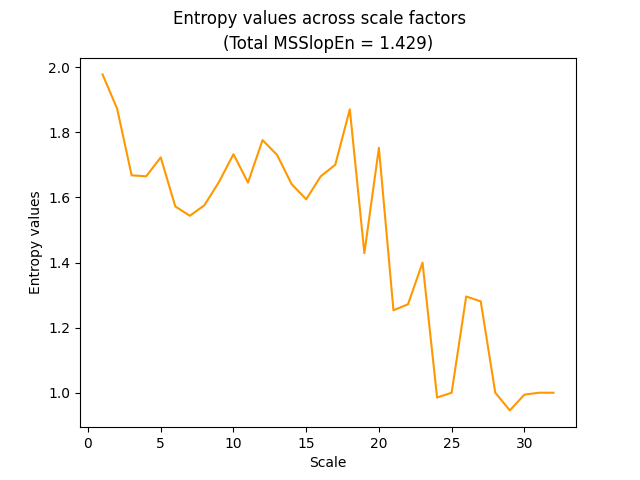 Entropy values across scale factors
(Total MSSlopEn = 1.429)
2.0
1.8
1.6
1.4
1.2
1.0
Entropy values
0 5 10 15 20 25 30
Scale